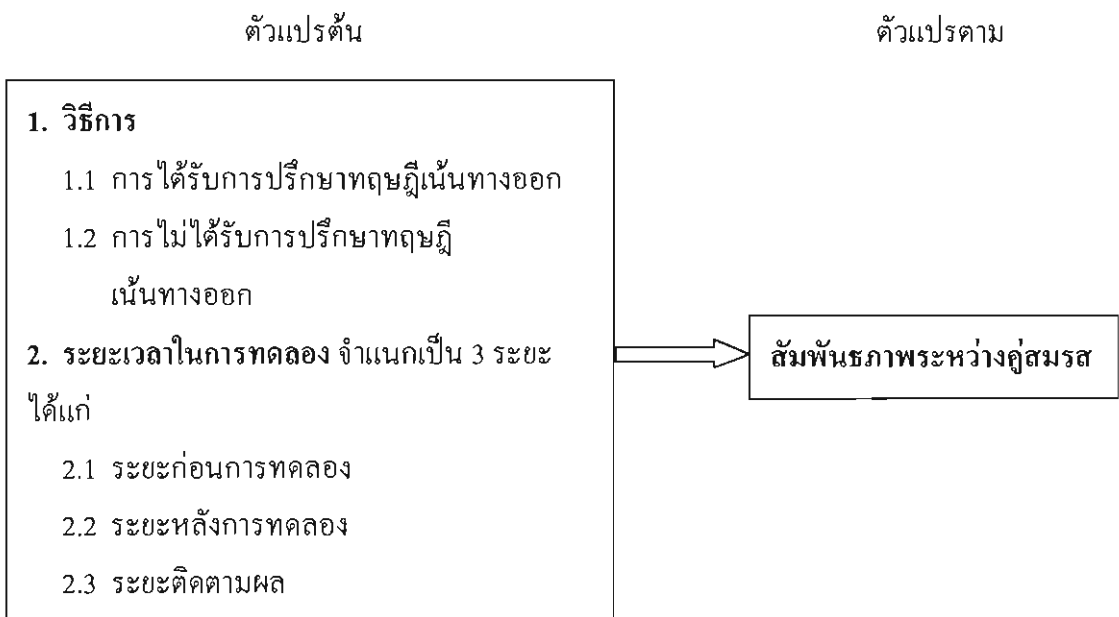 ตัวแปรต้น
ตัวแปรตาม
1. วิธีการ
1.1 การได้รับการปรึกษาทฤษฎีเน้นทางออก
1.2 การไม่ได้รับการปรึกษาทฤษฎี
เน้นทางออก
2. ระยะเวลาในการทดลอง จำแนกเป็น 3 ระยะ
ได้แก่
2.1 ระยะก่อนการทดลอง
2.2 ระยะหลังการทดลอง
2.3 ระยะติดตามผล
สัมพันธภาพระหว่างคู่สมรส